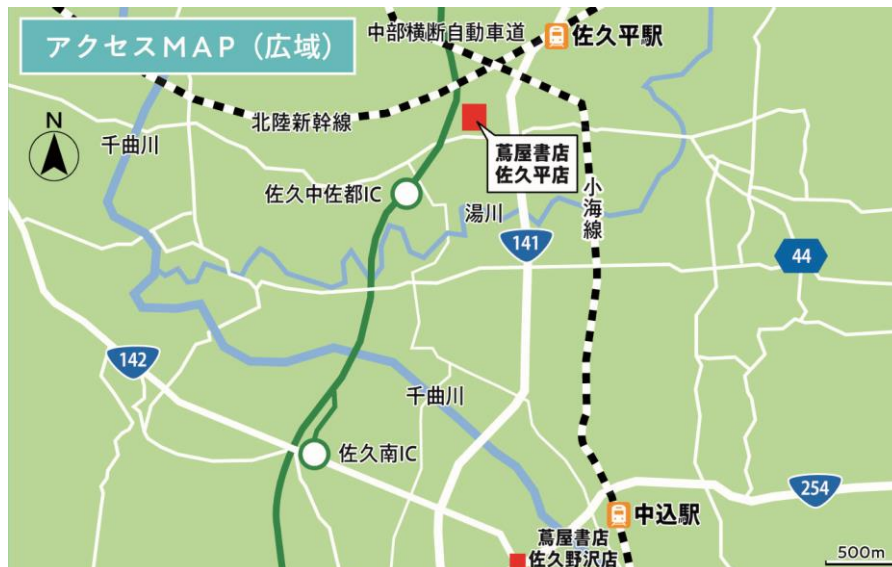 アクセスMAP（広域）
中部横断自動車道
佐久平駅
N
北陸新幹線
千曲川
蔦屋書店
佐久平店
佐久中佐都IC
小海線
湯川
141
44
142
千曲川
佐久南IC
254
中込駅
蔦屋書店
佐久野沢店
500m